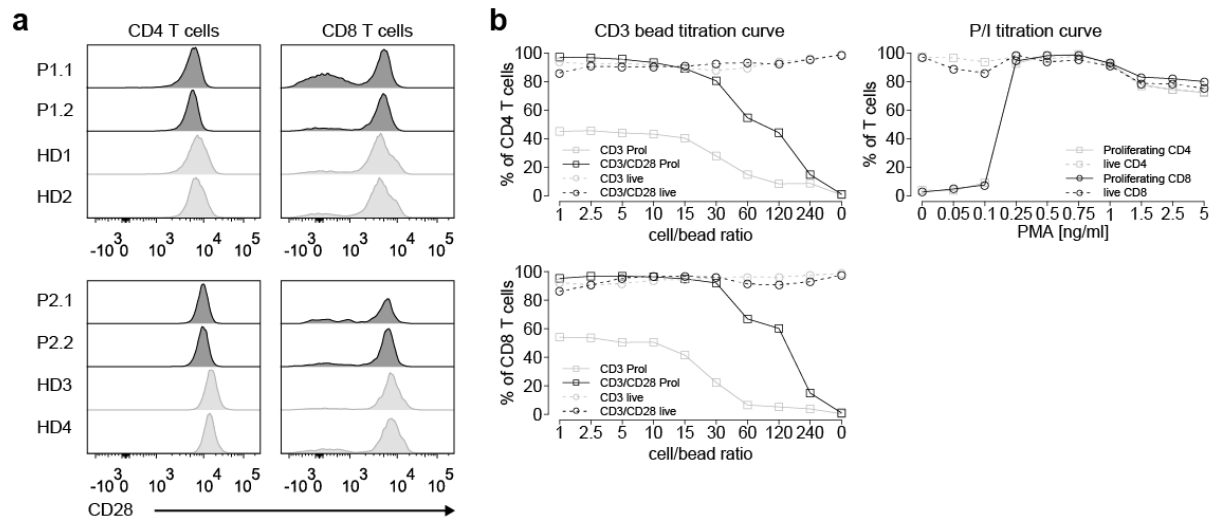 a
CD4 T cells
CD8 T cells
P1.1
P1.2
HD1
HD2
-10³ 0 10³ 10⁴ 10⁵
-10³ 0 10³ 10⁴ 10⁵
P2.1
P2.2
HD3
HD4
-10³ 0 10³ 10⁴ 10⁵
-10³ 0 10³ 10⁴ 10⁵
CD28
b
CD3 bead titration curve
% of CD4 T cells
100
80
60
40
20
0
CD3 Prol
CD3/CD28 Prol
CD3 live
CD3/CD28 live
1 2.5 5 10 15 30 60 120 240 0
cell/bead ratio
P/I titration curve
% of T cells
100
80
60
40
20
0
Proliferating CD4
live CD4
Proliferating CD8
live CD8
0 0.05 0.1 0.25 0.5 0.75 1 1.5 2.5 5
PMA [ng/ml]
% of CD8 T cells
100
80
60
40
20
0
CD3 Prol
CD3/CD28 Prol
CD3 live
CD3/CD28 live
1 2.5 5 10 15 30 60 120 240 0
cell/bead ratio